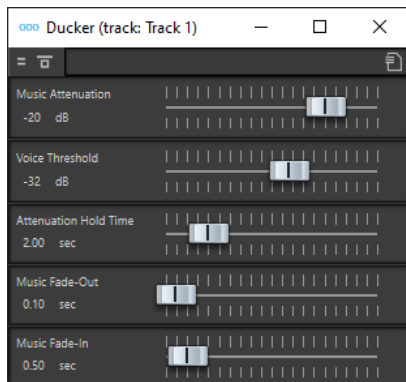 Ducker (track: Track 1)
Music Attenuation
-20 dB
Voice Threshold
-32 dB
Attenuation Hold Time
2.00 sec
Music Fade-Out
0.10 sec
Music Fade-In
0.50 sec